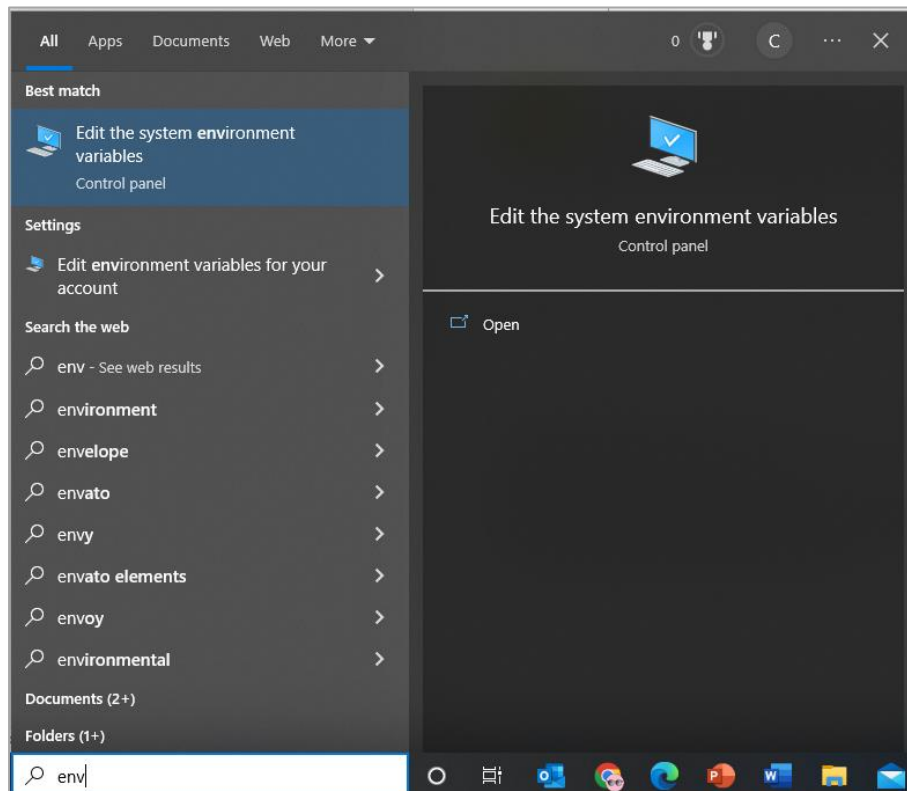 All Apps Documents Web More 0 C ...
Best match
Edit the system environment
variables
Control panel
Settings
Edit environment variables for your
account
Search the web
env - See web results
environment
envelope
envato
envy
envato elements
envoy
environmental
Documents (2+)
Folders (1+)
env
Edit the system environment variables
Control panel
Open